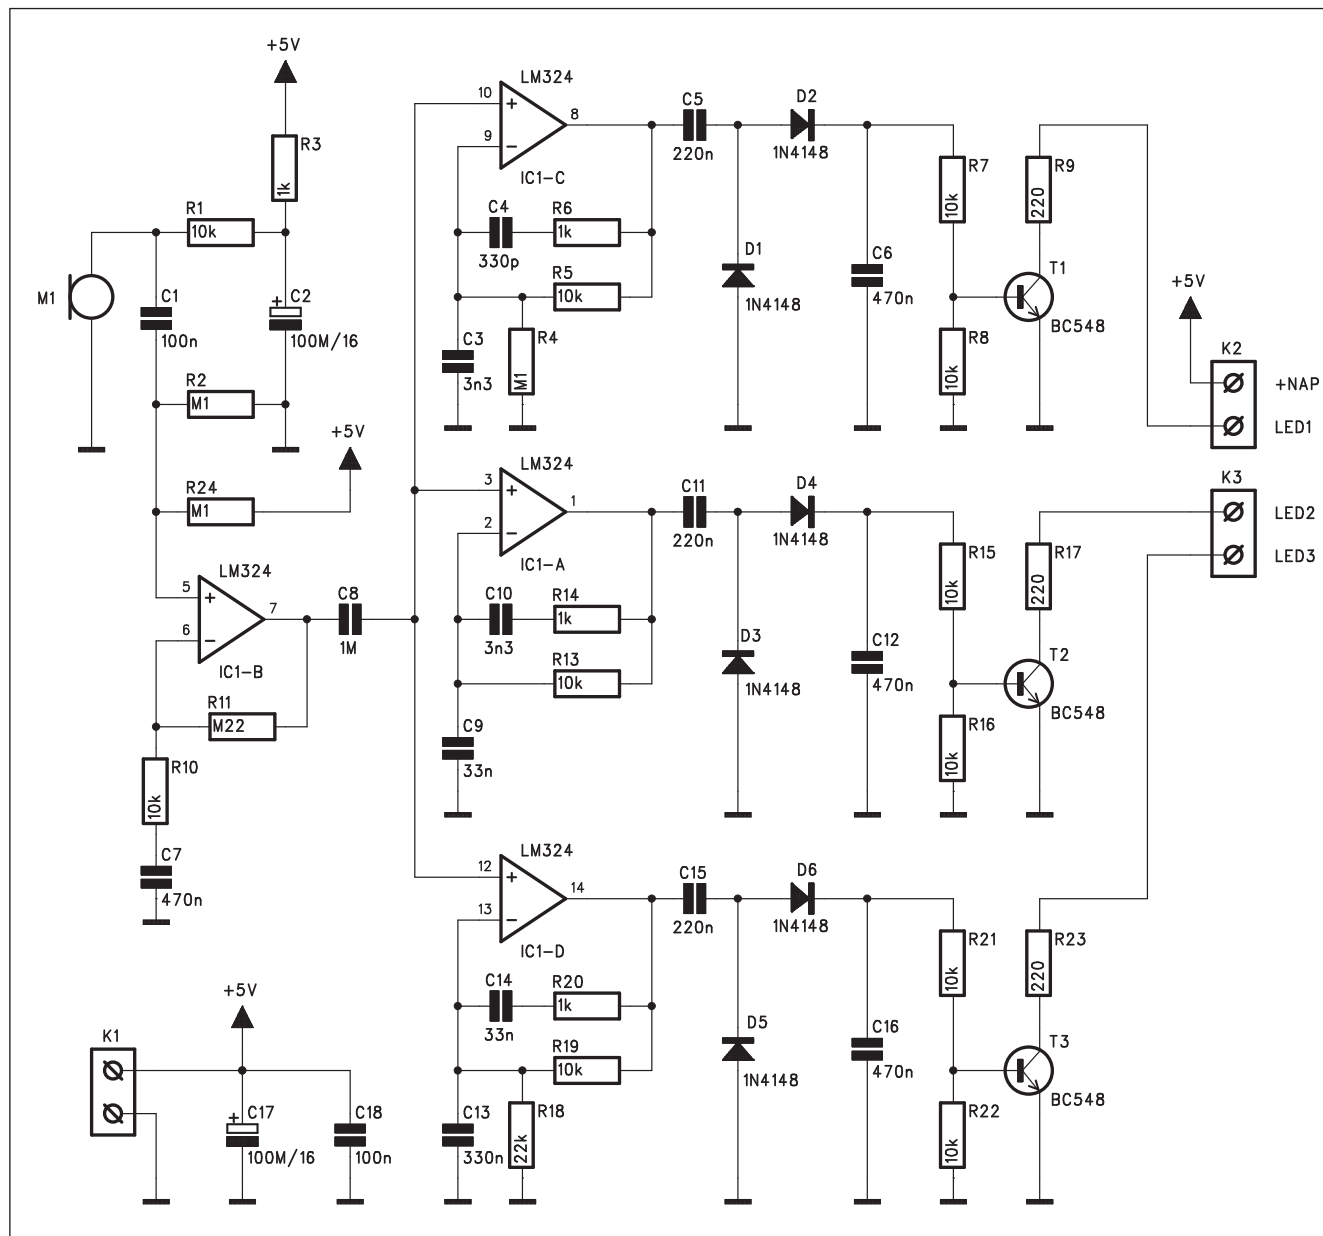 +5V
R3
1k
R1
10k
M1
C1
100n
C2
+
100M/16
R2
M1
R24
M1
+5V
LM324
5
+
6
−
7
IC1-B
C8
1M
R11
M22
R10
10k
C7
470n
+5V
K1
C17
+
100M/16
C18
100n
LM324
10
+
9
−
8
IC1-C
C4
330p
R6
1k
R5
10k
C3
3n3
R4
M1
C5
220n
D2
1N4148
D1
1N4148
C6
470n
R7
10k
R8
10k
R9
220
T1
BC548
+5V
K2
+NAP
LED1
LM324
3
+
2
−
1
IC1-A
C10
3n3
R14
1k
R13
10k
C9
33n
C11
220n
D4
1N4148
D3
1N4148
C12
470n
R15
10k
R16
10k
R17
220
T2
BC548
K3
LED2
LED3
LM324
12
+
13
−
14
IC1-D
C14
33n
R20
1k
R19
10k
C13
330n
R18
22k
C15
220n
D6
1N4148
D5
1N4148
C16
470n
R21
10k
R22
10k
R23
220
T3
BC548